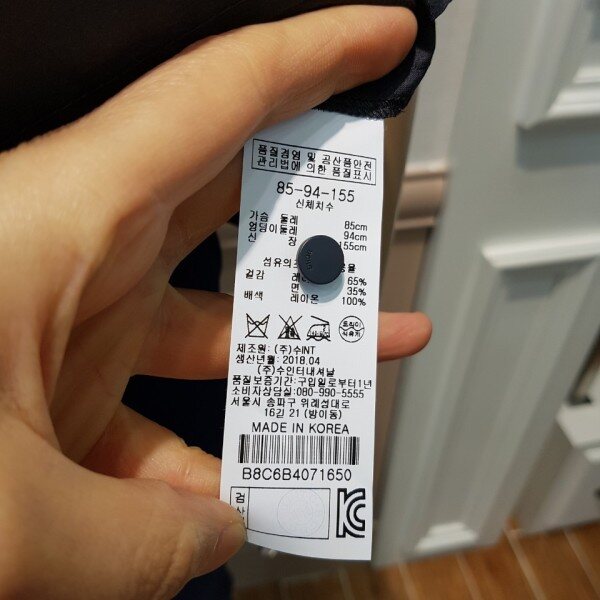 품질경영 및 공산품안전
관리법에 의한 품질표시
85-94-155
신체치수
가슴 둘레 85cm
엉덩이둘레 94cm
신 장 155cm
섬유의
겉감 65%
면 35%
배색 레이온 100%
제조원: (주)수INT
생산년월: 2018.04
(주)수인터내셔날
품질보증기간:구입일로부터1년
소비자상담실:080-990-5555
서울시 송파구 위례성대로
16길 21 (방이동)
MADE IN KOREA
B8C6B4071650
검